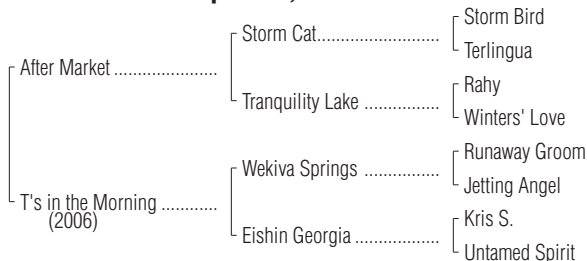 Storm Bird
Storm Cat......................
Terlingua
After Market ....................
Rahy
Tranquility Lake ..............
Winters' Love
Runaway Groom
Wekiva Springs ..............
Jetting Angel
T's in the Morning ...........
(2006)
Kris S.
Eishin Georgia ................
Untamed Spirit